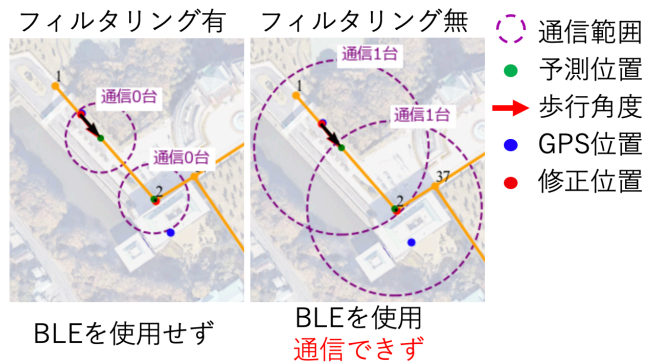 フィルタリング有
フィルタリング無
1
通信0台
通信0台
2
1
通信1台
通信1台
2
37
通信範囲
予測位置
歩行角度
GPS位置
修正位置
BLEを使用せず
BLEを使用
通信できず